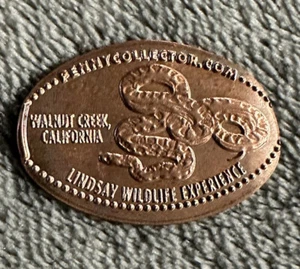 PENNYCOLLECTOR.COM
WALNUT CREEK,
CALIFORNIA
LINDSAY WILDLIFE EXPERIENCE